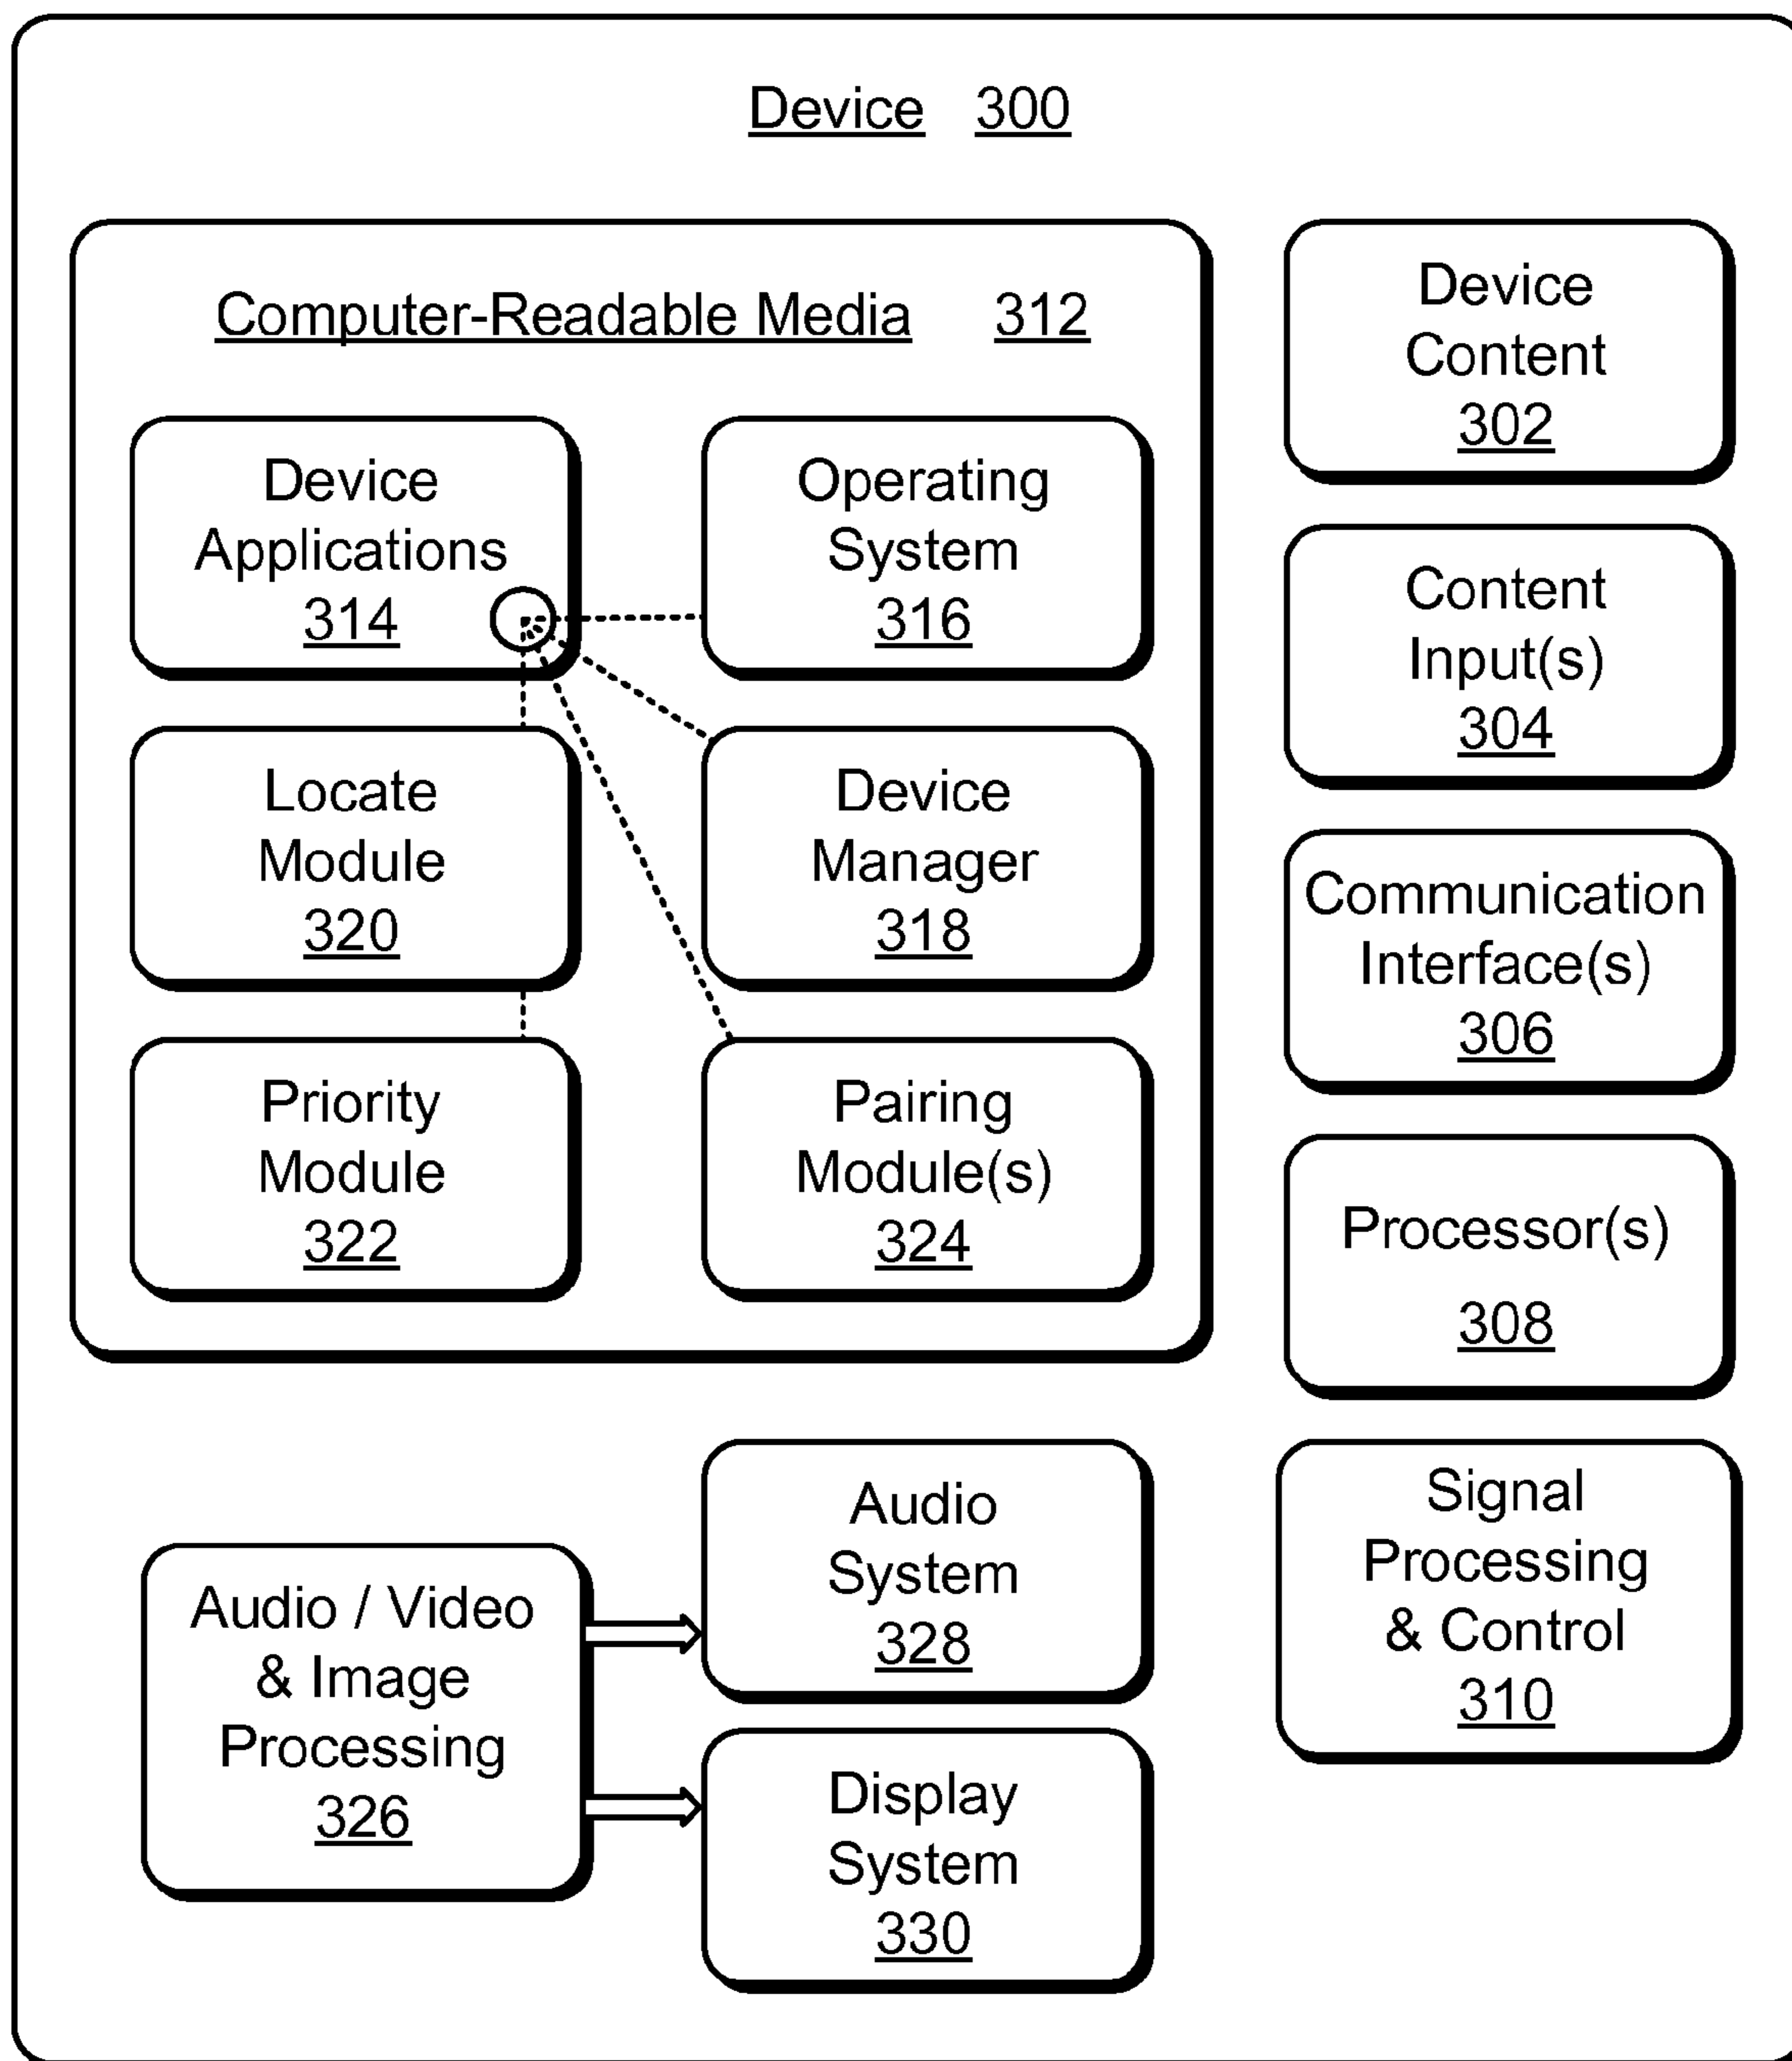 Device 300
Computer-Readable Media 312
Device
Applications
314
Operating
System
316
Locate
Module
320
Device
Manager
318
Priority
Module
322
Pairing
Module(s)
324
Device
Content
302
Content
Input(s)
304
Communication
Interface(s)
306
Processor(s)
308
Signal
Processing
& Control
310
Audio / Video
& Image
Processing
326
Audio
System
328
Display
System
330